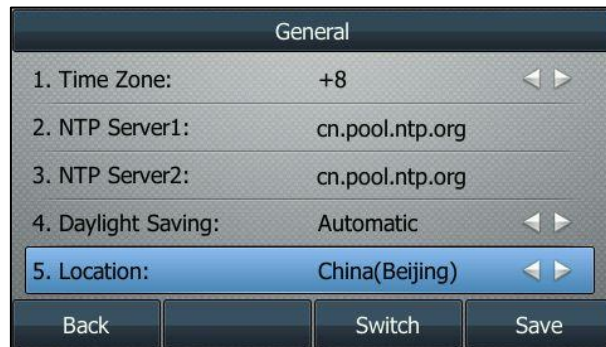 General
1. Time Zone: +8
2. NTP Server1: cn.pool.ntp.org
3. NTP Server2: cn.pool.ntp.org
4. Daylight Saving: Automatic
5. Location: China(Beijing)
Back Switch Save